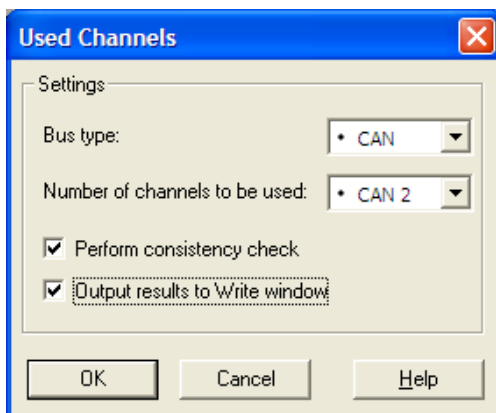 Used Channels
Settings
Bus type: • CAN
Number of channels to be used: • CAN 2
Perform consistency check
Output results to Write window
OK Cancel Help